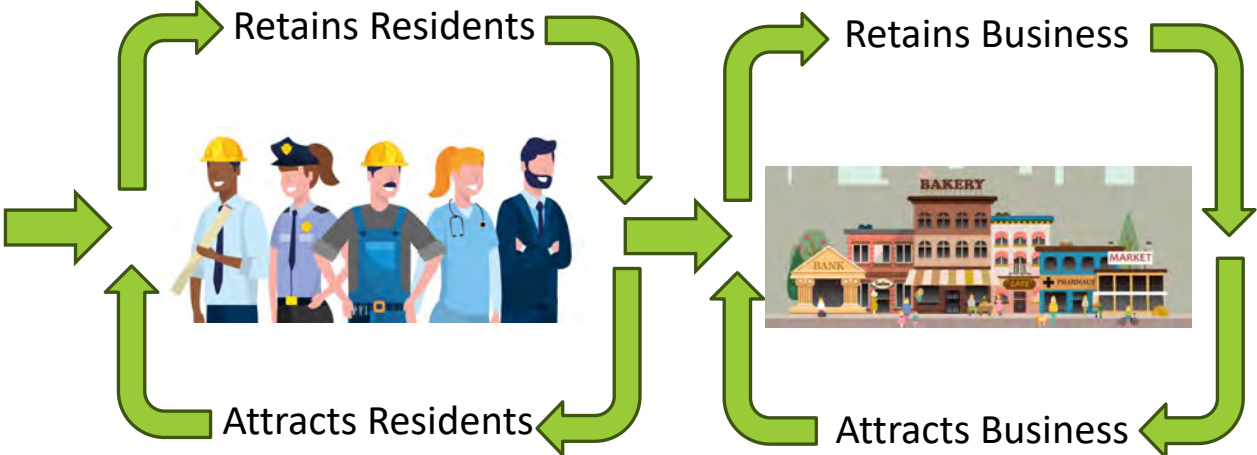 Retains Residents
Retains Business
BAKERY
BANK
CAFE
PHARMACY
MARKET
Attracts Residents
Attracts Business